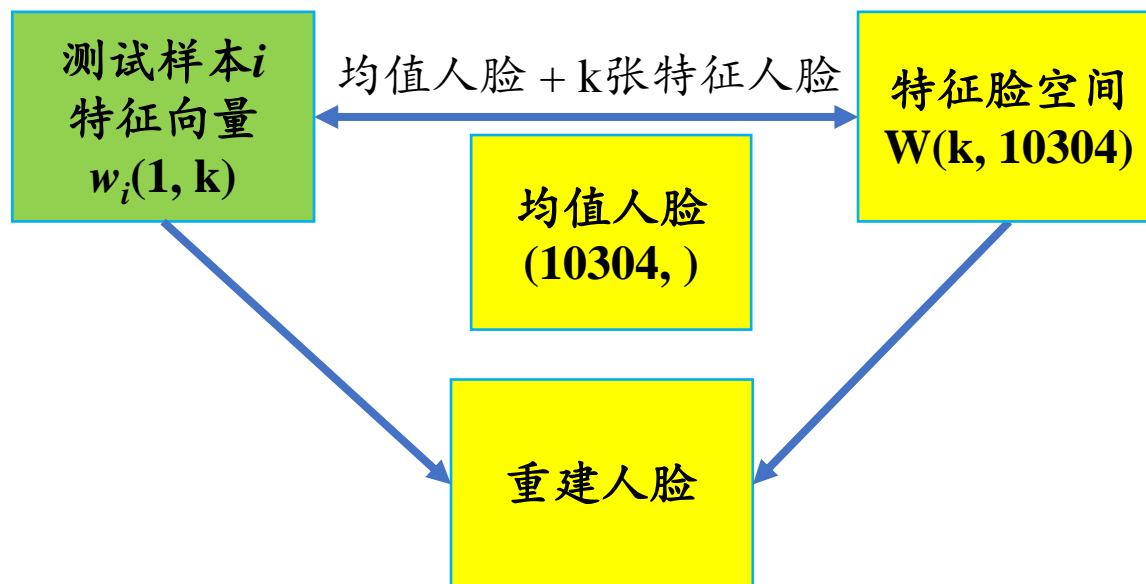 测试样本i
特征向量
wᵢ(1, k)
均值人脸 + k张特征人脸
特征脸空间
W(k, 10304)
均值人脸
(10304, )
重建人脸